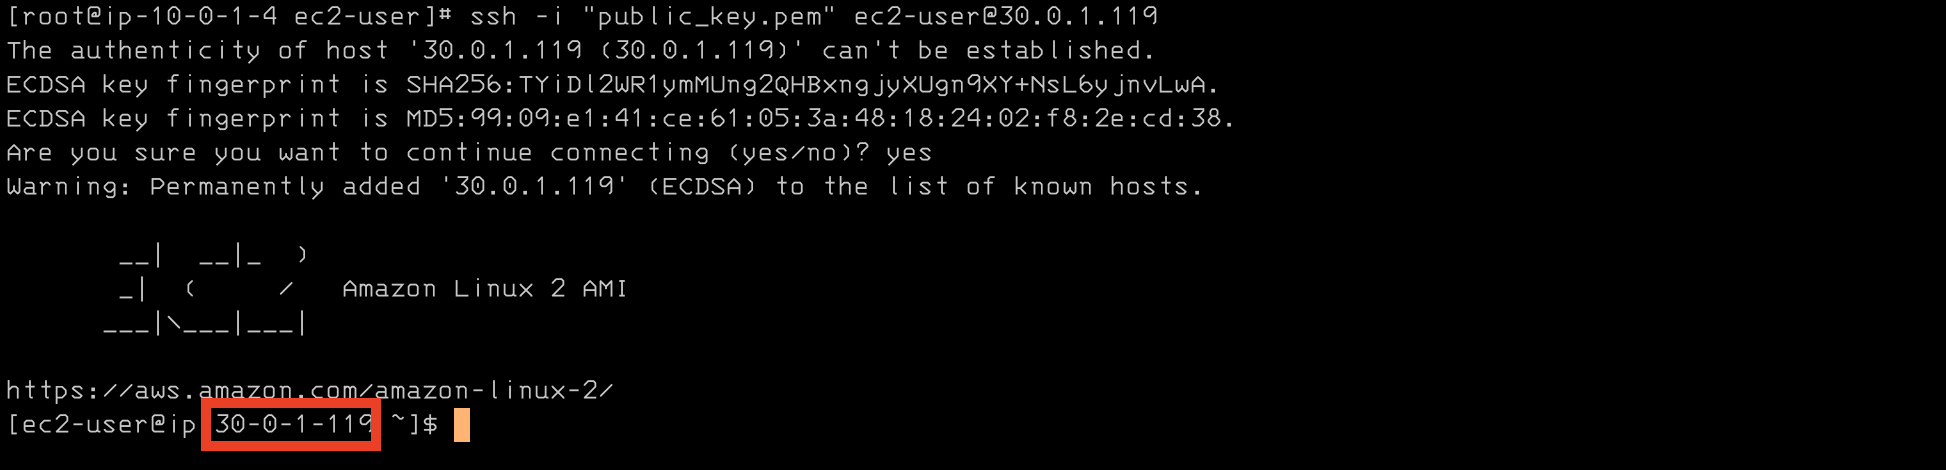 [root@ip-10-0-1-4 ec2-user]# ssh -i "public_key.pem" ec2-user@30.0.1.119
The authenticity of host '30.0.1.119 (30.0.1.119)' can't be established.
ECDSA key fingerprint is SHA256:TYiDl2WR1ymMUng2QHBxngjyXUgn9XY+NsL6yjnvLwA.
ECDSA key fingerprint is MD5:99:09:e1:41:ce:61:05:3a:48:18:24:02:f8:2e:cd:38.
Are you sure you want to continue connecting (yes/no)? yes
Warning: Permanently added '30.0.1.119' (ECDSA) to the list of known hosts.

       __|  __|_  )
       _|  (     /   Amazon Linux 2 AMI
      ___|\___|___|

https://aws.amazon.com/amazon-linux-2/
[ec2-user@ip 30-0-1-119 ~]$